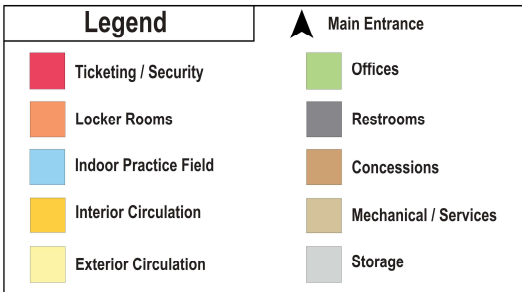 Legend
Main Entrance
Ticketing / Security
Offices
Locker Rooms
Restrooms
Indoor Practice Field
Concessions
Interior Circulation
Mechanical / Services
Exterior Circulation
Storage